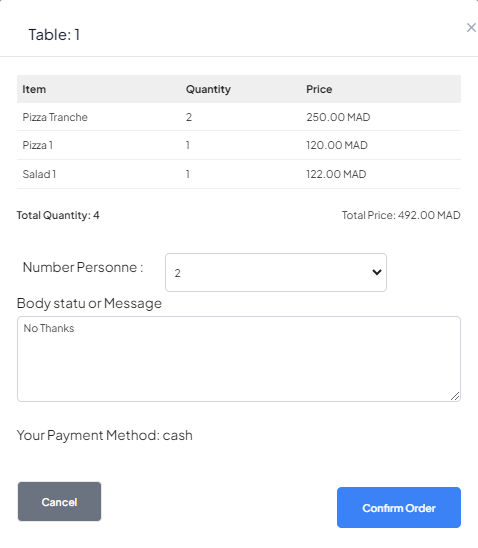 Table: 1
×
Item Quantity Price
Pizza Tranche 2 250.00 MAD
Pizza 1 1 120.00 MAD
Salad 1 1 122.00 MAD
Total Quantity: 4 Total Price: 492.00 MAD
Number Personne : 2
Body statu or Message
No Thanks
Your Payment Method: cash
Cancel Confirm Order